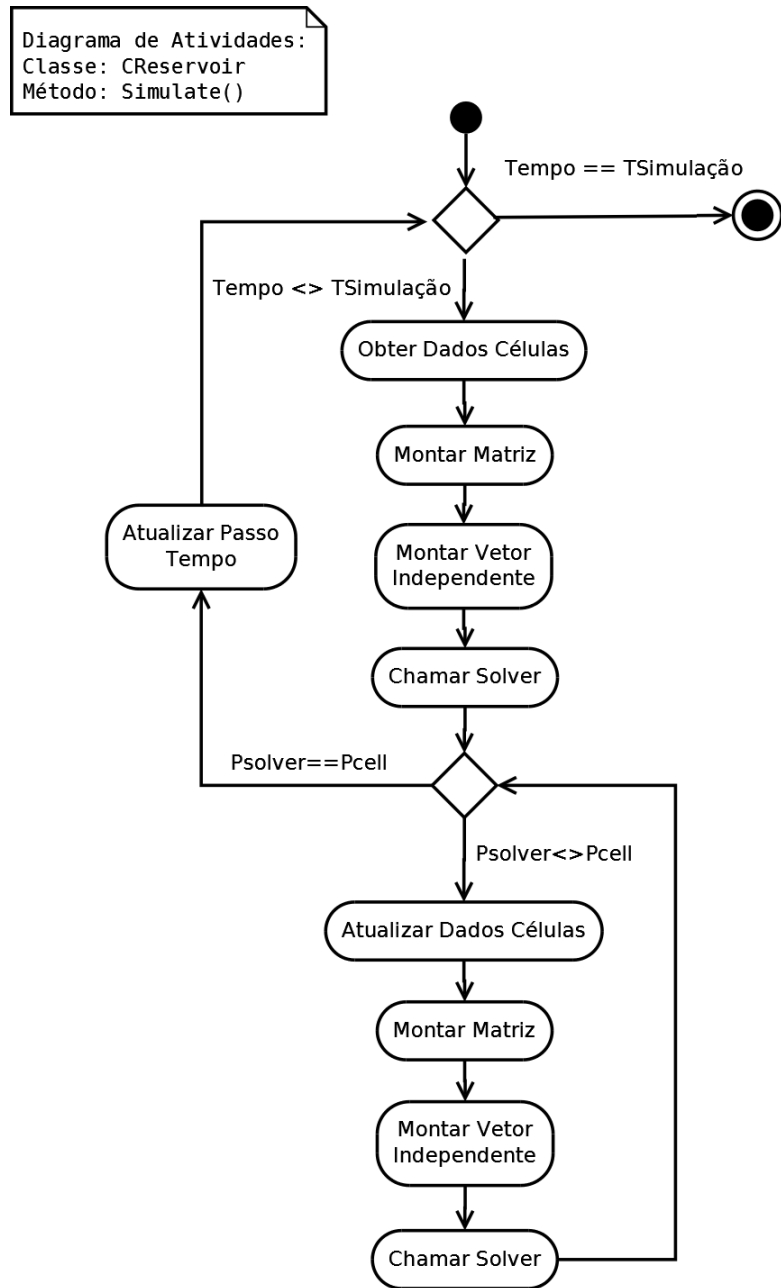 Diagrama de Atividades:
Classe: CReservoir
Método: Simulate()
Tempo == TSimulação
Tempo <> TSimulação
Obter Dados Células
Montar Matriz
Atualizar Passo
Tempo
Montar Vetor
Independente
Chamar Solver
Psolver==Pcell
Psolver<>Pcell
Atualizar Dados Células
Montar Matriz
Montar Vetor
Independente
Chamar Solver